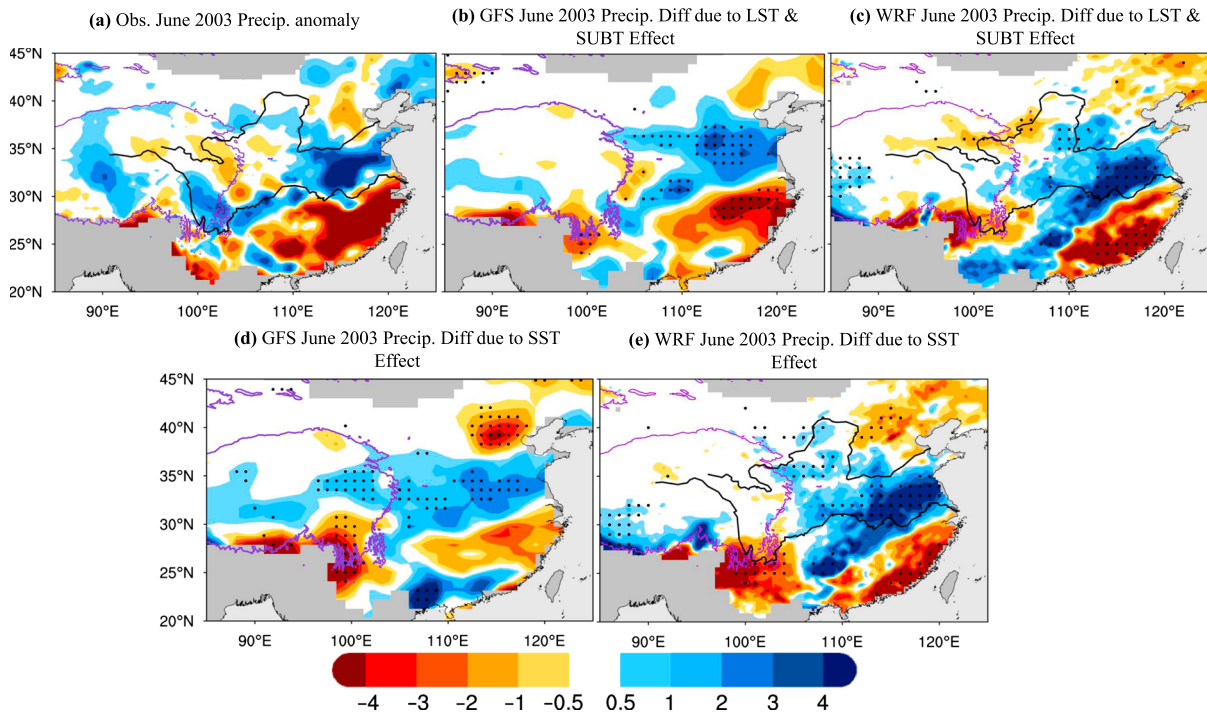 (a) Obs. June 2003 Precip. anomaly
(b) GFS June 2003 Precip. Diff due to LST &
SUBT Effect
(c) WRF June 2003 Precip. Diff due to LST &
SUBT Effect
45°N
40°N
35°N
30°N
25°N
20°N
90°E 100°E 110°E 120°E
90°E 100°E 110°E 120°E
90°E 100°E 110°E 120°E
(d) GFS June 2003 Precip. Diff due to SST
Effect
(e) WRF June 2003 Precip. Diff due to SST
Effect
45°N
40°N
35°N
30°N
25°N
20°N
90°E 100°E 110°E 120°E
90°E 100°E 110°E 120°E
−4 −3 −2 −1 −0.5 0.5 1 2 3 4